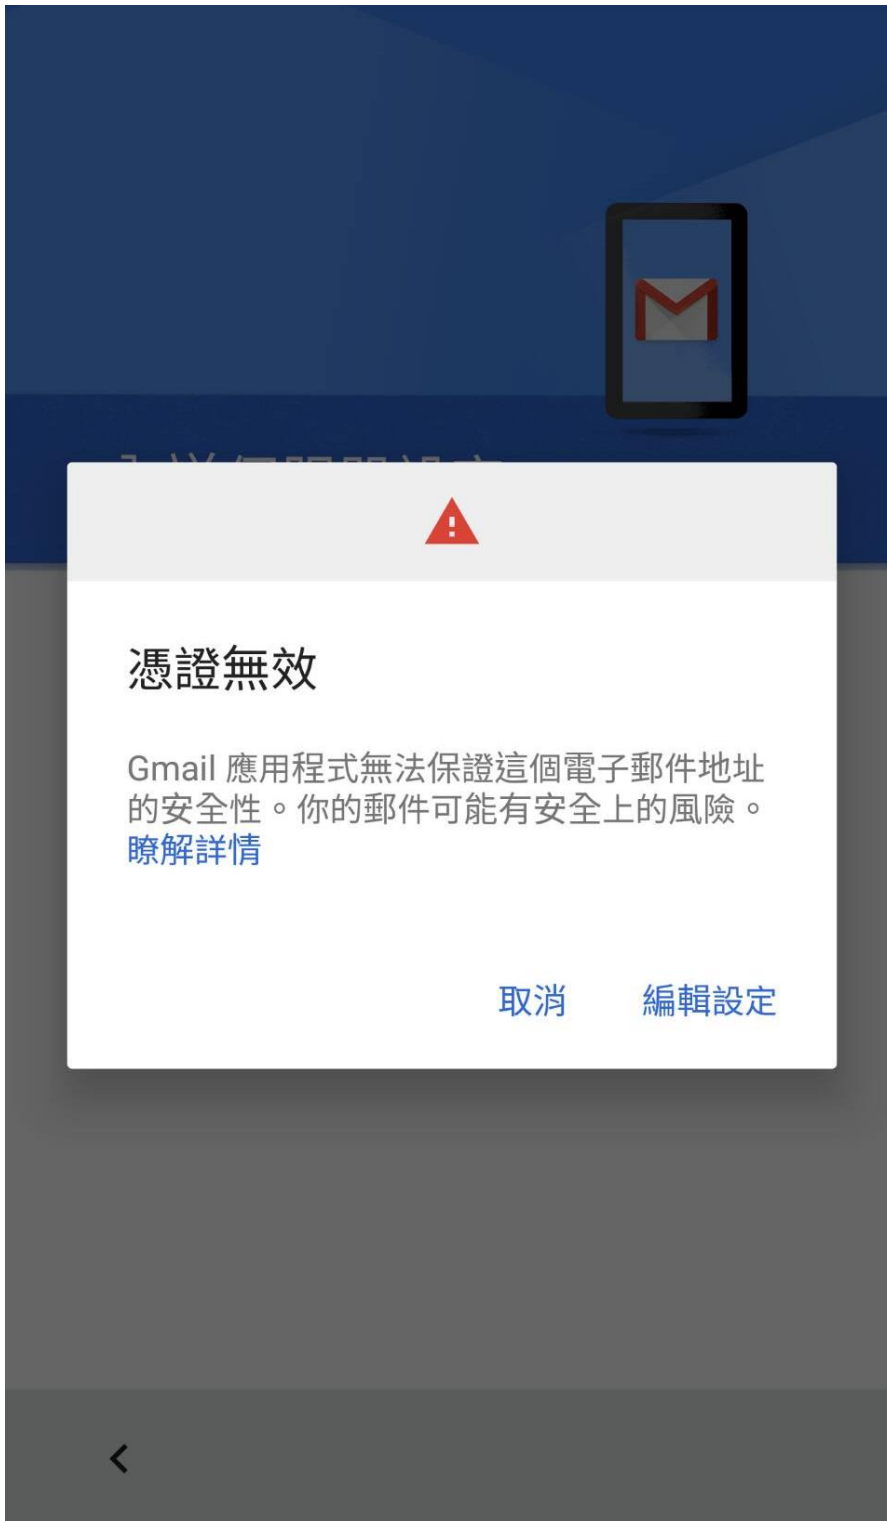 憑證無效
Gmail 應用程式無法保證這個電子郵件地址
的安全性。你的郵件可能有安全上的風險。
瞭解詳情
取消
編輯設定